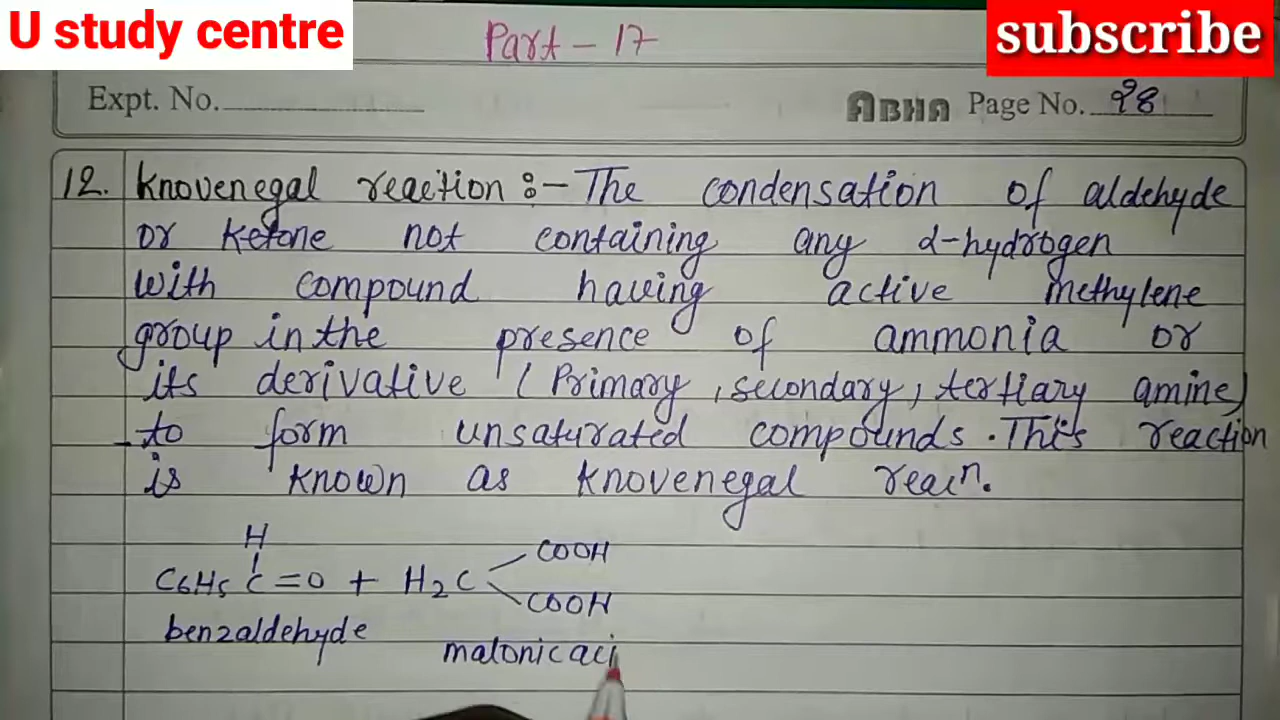 U study centre
Part - 17
subscribe
Expt. No.
ABHA Page No. 98
12. Knovenegal reaction :- The condensation of aldehyde
or ketone not containing any α-hydrogen
with compound having active methylene
group in the presence of ammonia or
its derivative (Primary, secondary, tertiary amine)
to form unsaturated compounds. This reaction
is known as knovenegal reacⁿ.
H
C6H5 C=O + H2C
COOH
COOH
benzaldehyde
malonic aci